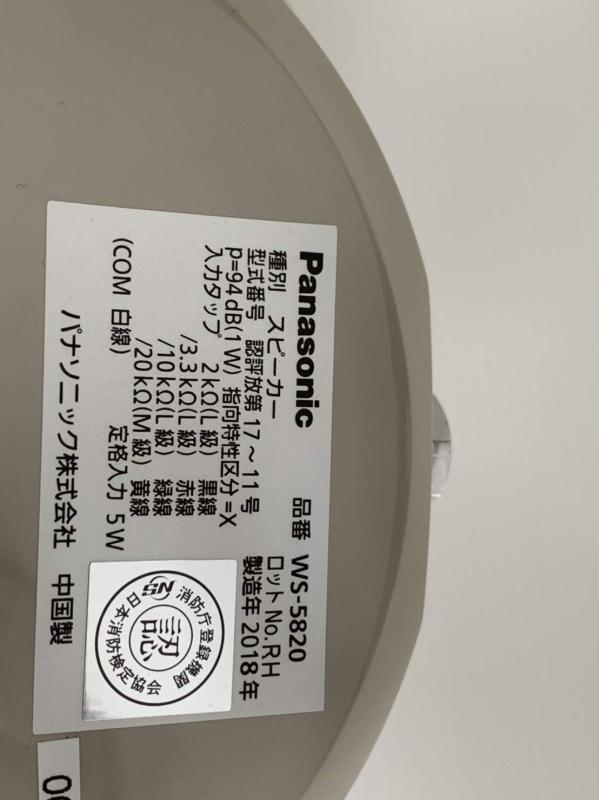 Panasonic 品番 WS-5820
種別 スピーカー ロットNo.RH
型式番号 認評放第17～11号 製造年 2018年
p=94dB(1W) 指向特性区分=X
入力タップ 2kΩ(L級) 黒線
/3.3kΩ(L級) 赤線
/10kΩ(L級) 緑線
/20kΩ(M級) 黄線
(COM 白線) 定格入力 5W
パナソニック株式会社 中国製
消防庁登録機関
NS
認
日本消防検定協会